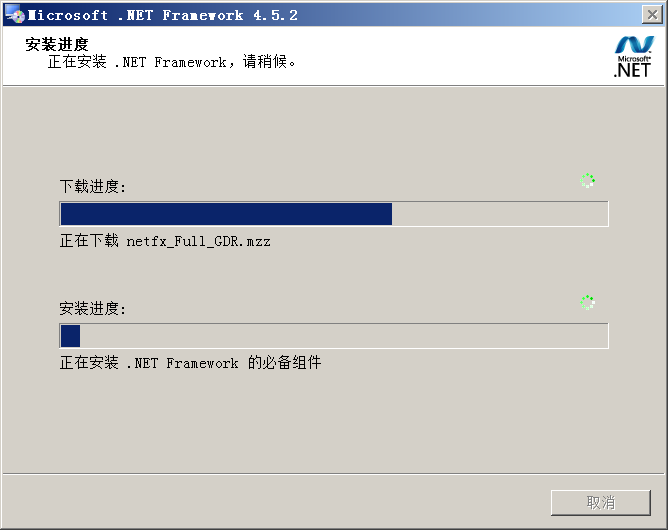 Microsoft .NET Framework 4.5.2
安装进度
正在安装 .NET Framework，请稍候。
Microsoft®
.NET
下载进度:
正在下载 netfx_Full_GDR.mzz
安装进度:
正在安装 .NET Framework 的必备组件
取消